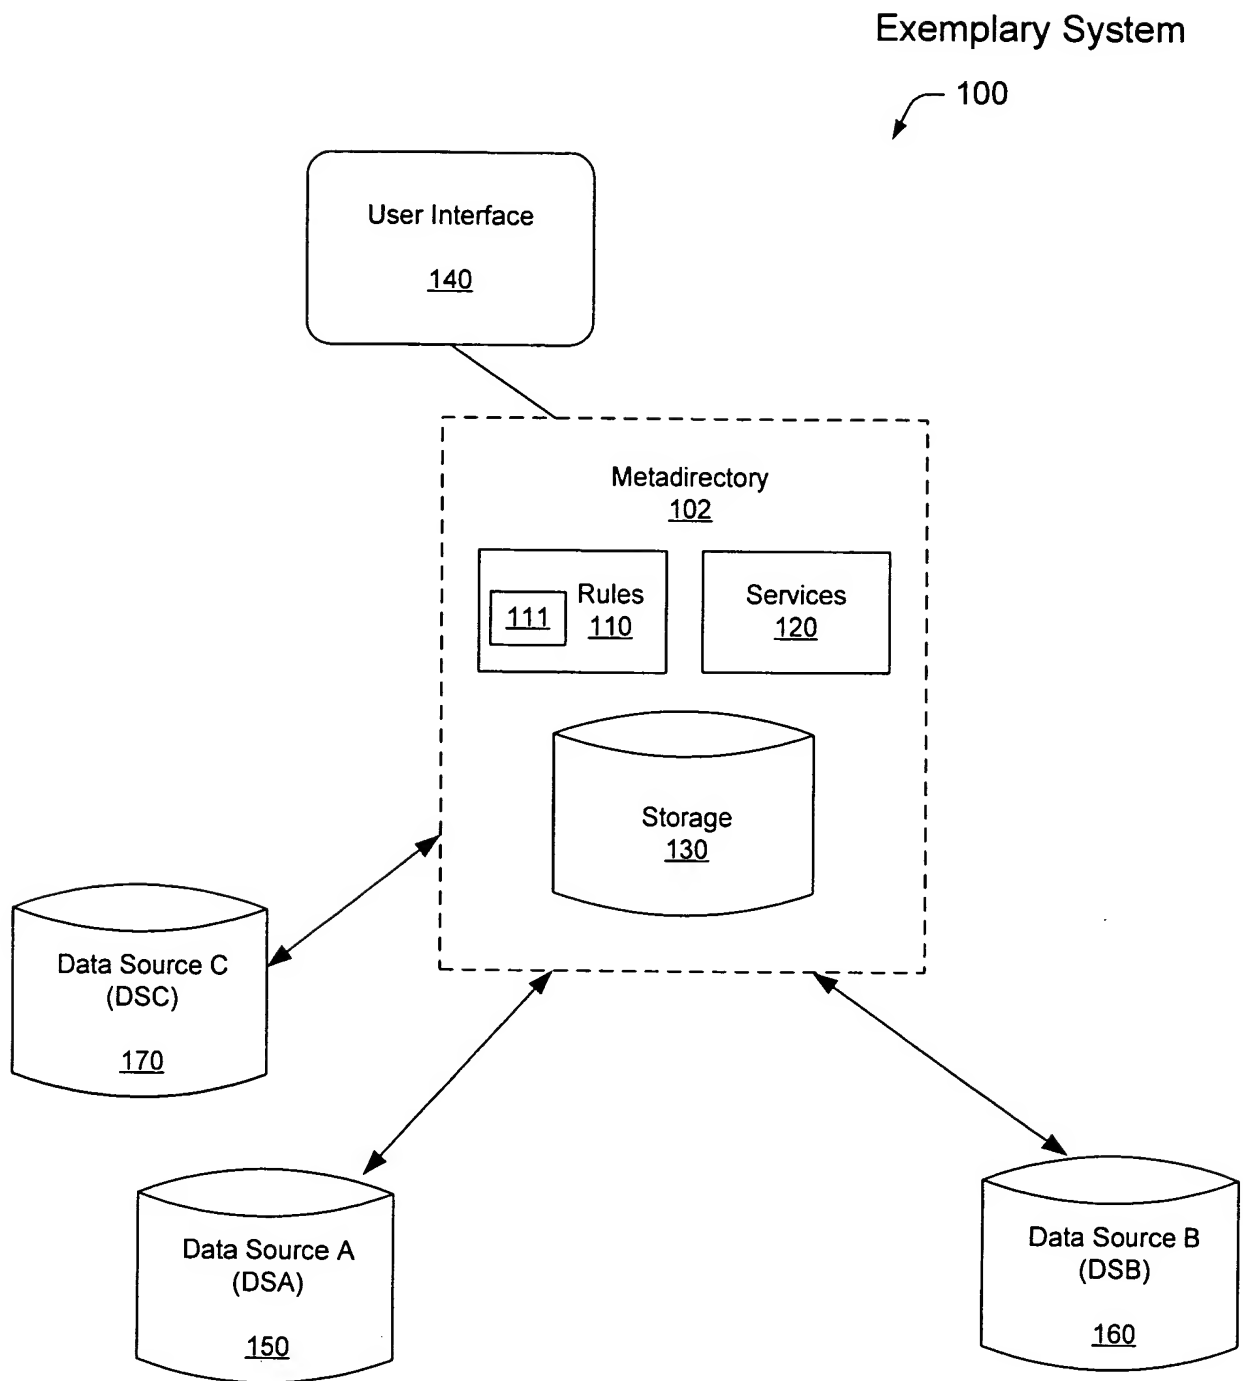 Exemplary System
100
User Interface
140
Metadirectory
102
Rules
110
111
Services
120
Storage
130
Data Source C
(DSC)
170
Data Source A
(DSA)
150
Data Source B
(DSB)
160